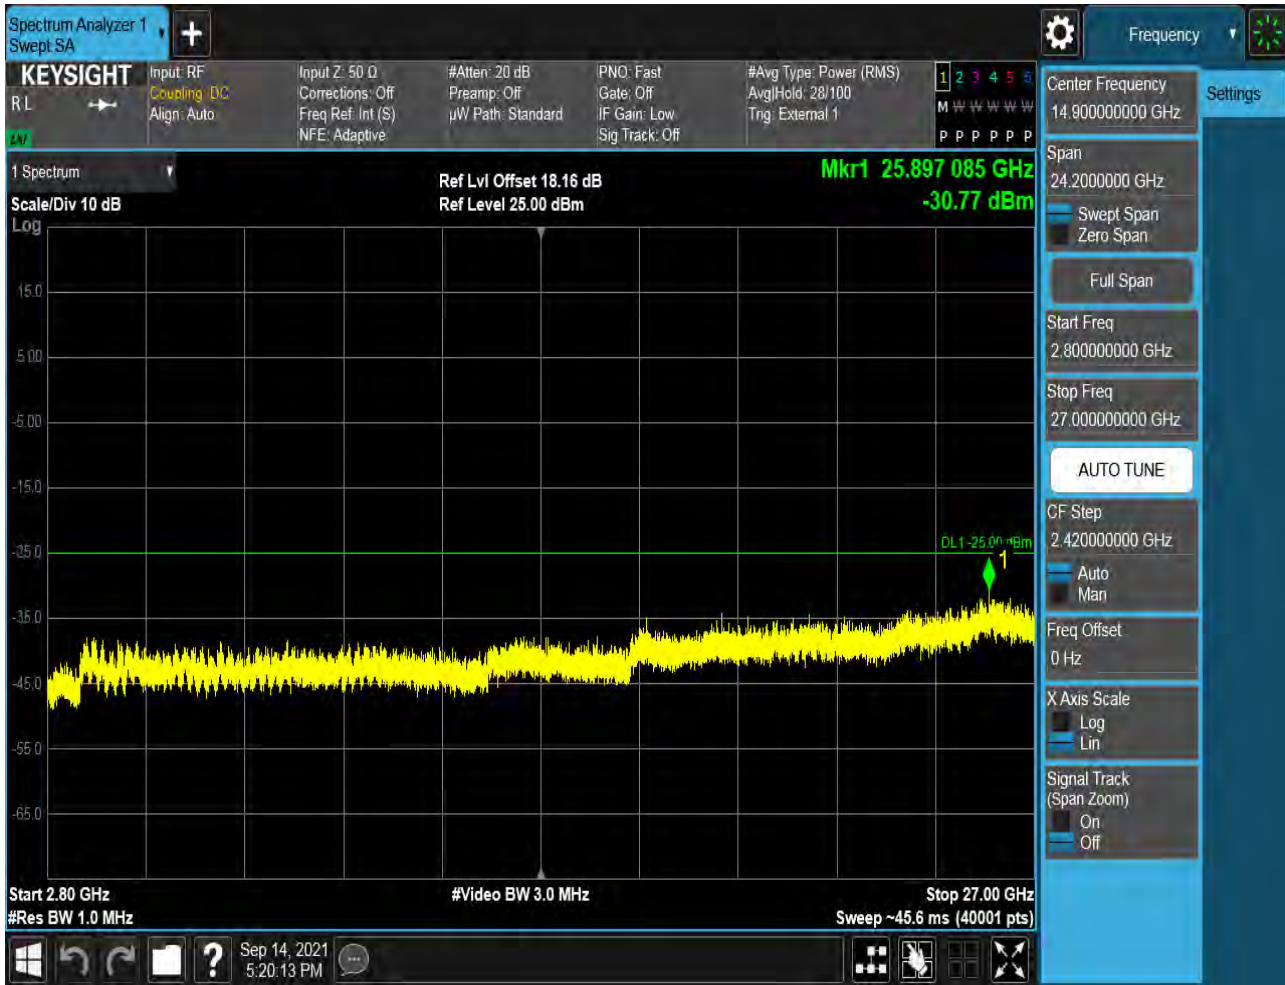 Spectrum Analyzer 1
Swept SA
+
Frequency
KEYSIGHT
R L
LXI
Input: RF
Coupling: DC
Align: Auto
Input Z: 50 Ω
Corrections: Off
Freq Ref: Int (S)
NFE: Adaptive
#Atten: 20 dB
Preamp: Off
µW Path: Standard
PNO: Fast
Gate: Off
IF Gain: Low
Sig Track: Off
#Avg Type: Power (RMS)
Avg|Hold: 28/100
Trig: External 1
1 2 3 4 5 6
M W W W W W
P P P P P P
1 Spectrum
Scale/Div 10 dB
Log
Ref Lvl Offset 18.16 dB
Ref Level 25.00 dBm
Mkr1 25.897 085 GHz
-30.77 dBm
15.0
5.00
-5.00
-15.0
-25.0
-35.0
-45.0
-55.0
-65.0
DL1 -25.00 dBm
1
Start 2.80 GHz
#Res BW 1.0 MHz
#Video BW 3.0 MHz
Stop 27.00 GHz
Sweep ~45.6 ms (40001 pts)
Center Frequency
14.900000000 GHz
Settings
Span
24.2000000 GHz
Swept Span
Zero Span
Full Span
Start Freq
2.800000000 GHz
Stop Freq
27.000000000 GHz
AUTO TUNE
CF Step
2.420000000 GHz
Auto
Man
Freq Offset
0 Hz
X Axis Scale
Log
Lin
Signal Track
(Span Zoom)
On
Off
?
Sep 14, 2021
5:20:13 PM